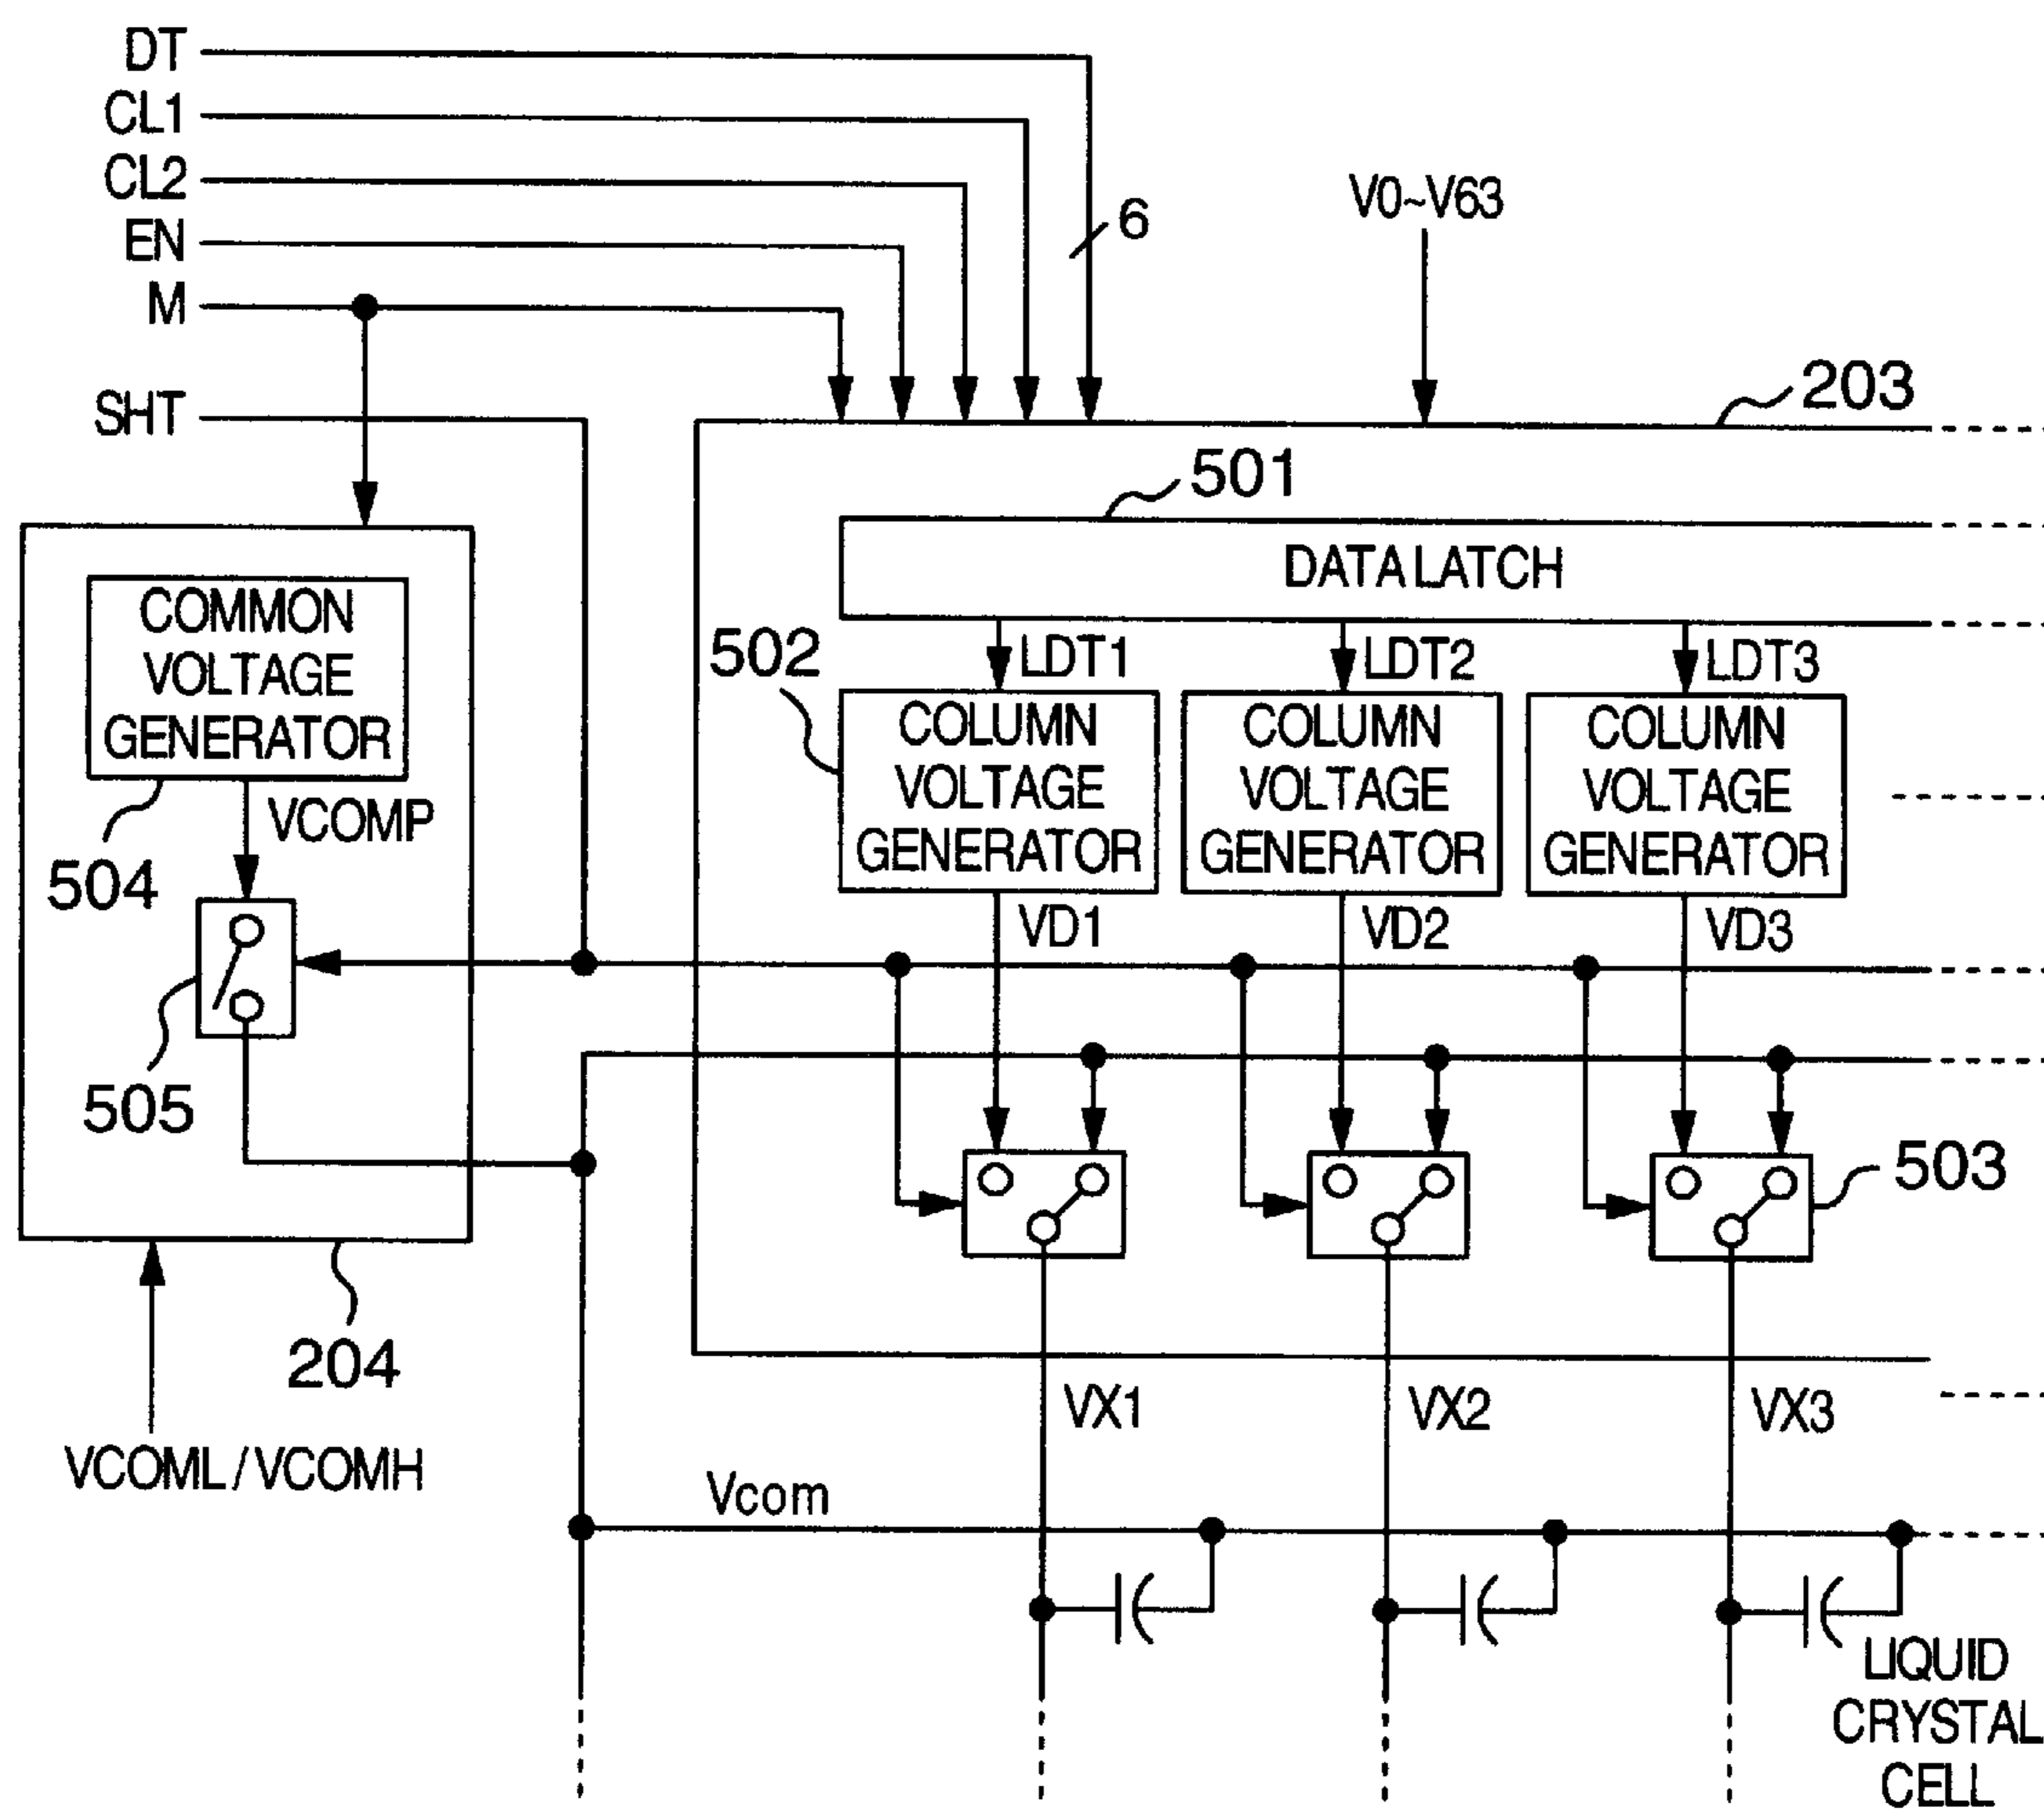 DT
CL1
CL2
EN
M
SHT
6
V0~V63
203
501
DATA LATCH
COMMON
VOLTAGE
GENERATOR
502
LDT1
LDT2
LDT3
COLUMN
VOLTAGE
GENERATOR
COLUMN
VOLTAGE
GENERATOR
COLUMN
VOLTAGE
GENERATOR
VCOMP
504
VD1
VD2
VD3
505
503
204
VCOML/VCOMH
VX1
VX2
VX3
Vcom
LIQUID
CRYSTAL
CELL